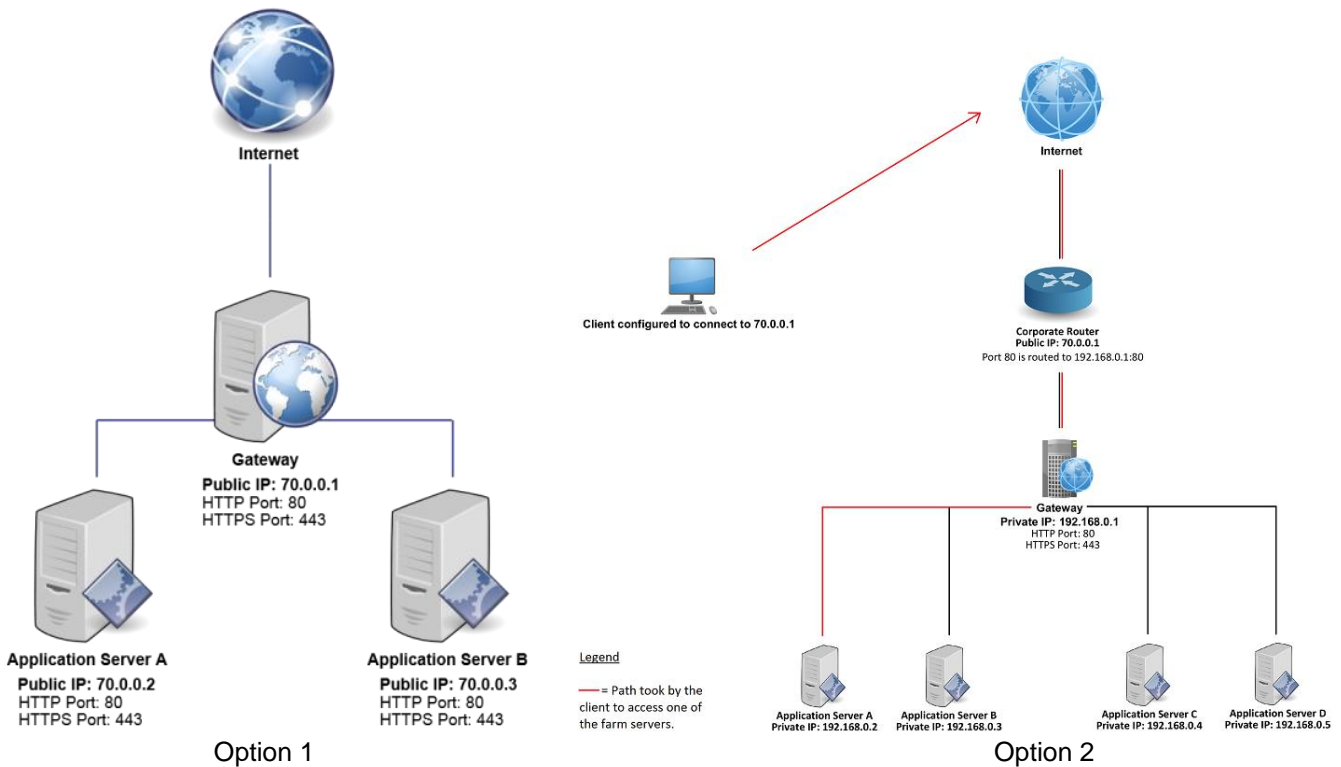 Internet
Gateway
Public IP: 70.0.0.1
HTTP Port: 80
HTTPS Port: 443
Application Server A
Public IP: 70.0.0.2
HTTP Port: 80
HTTPS Port: 443
Application Server B
Public IP: 70.0.0.3
HTTP Port: 80
HTTPS Port: 443
Option 1
Internet
Client configured to connect to 70.0.0.1
Corporate Router
Public IP: 70.0.0.1
Port 80 is routed to 192.168.0.1:80
Gateway
Private IP: 192.168.0.1
HTTP Port: 80
HTTPS Port: 443
Legend
= Path took by the
client to access one of
the farm servers.
Application Server A
Private IP: 192.168.0.2
Application Server B
Private IP: 192.168.0.3
Application Server C
Private IP: 192.168.0.4
Application Server D
Private IP: 192.168.0.5
Option 2